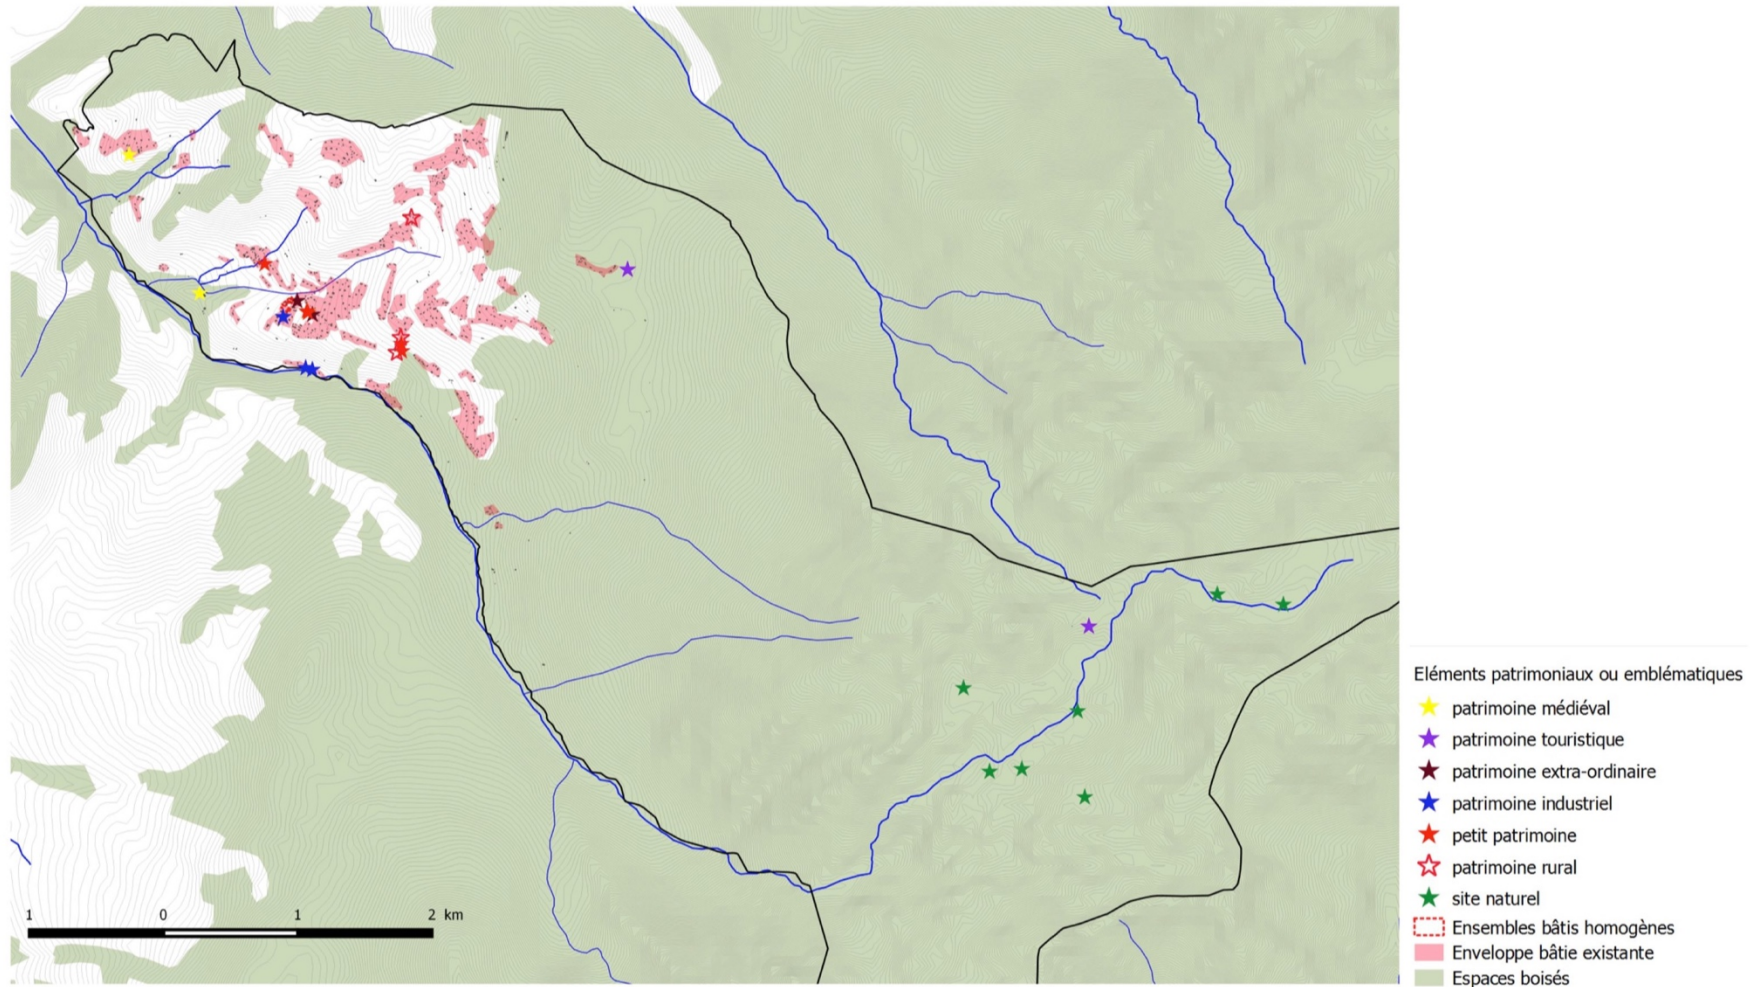 Eléments patrimoniaux ou emblématiques
patrimoine médiéval
patrimoine touristique
patrimoine extra-ordinaire
patrimoine industriel
petit patrimoine
patrimoine rural
site naturel
Ensembles bâtis homogènes
Enveloppe bâtie existante
Espaces boisés
1 0 1 2 km